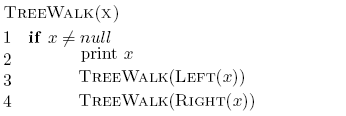 TREEWALK(X)
1 if x ≠ null
2 print x
3 TREEWALK(LEFT(x))
4 TREEWALK(RIGHT(x))